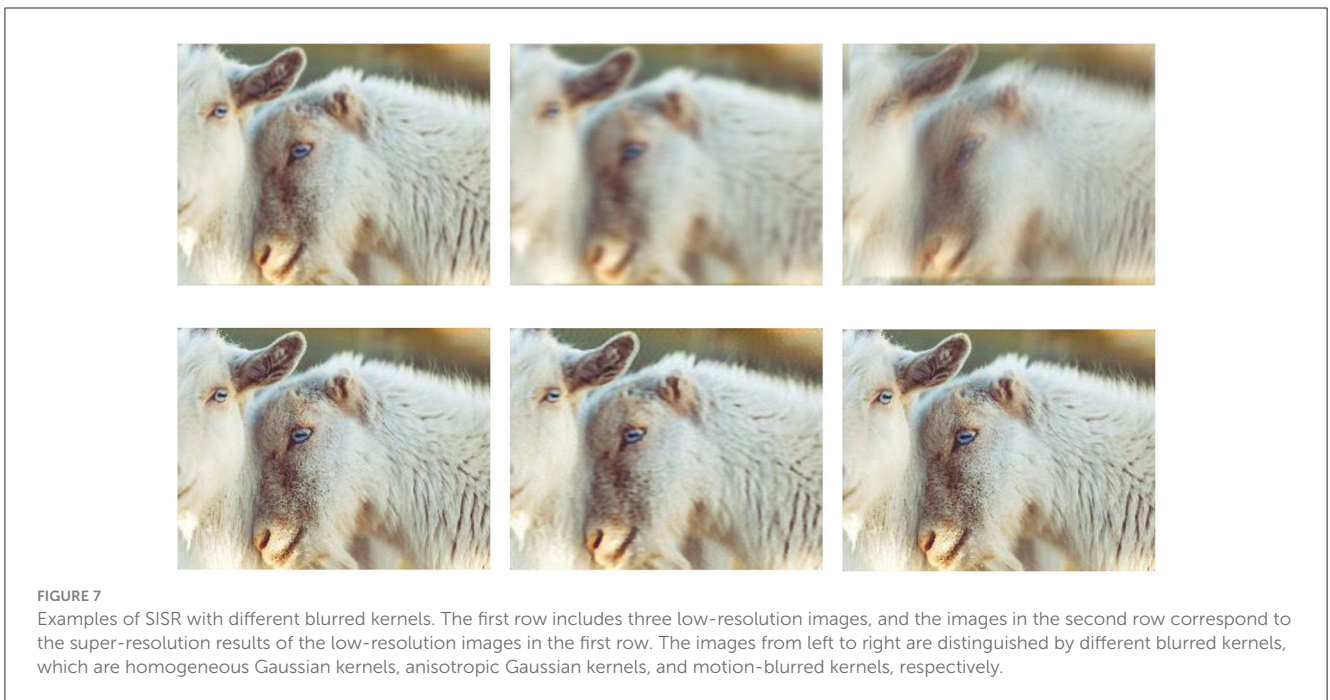 FIGURE 7
Examples of SISR with different blurred kernels. The first row includes three low-resolution images, and the images in the second row correspond to
the super-resolution results of the low-resolution images in the first row. The images from left to right are distinguished by different blurred kernels,
which are homogeneous Gaussian kernels, anisotropic Gaussian kernels, and motion-blurred kernels, respectively.